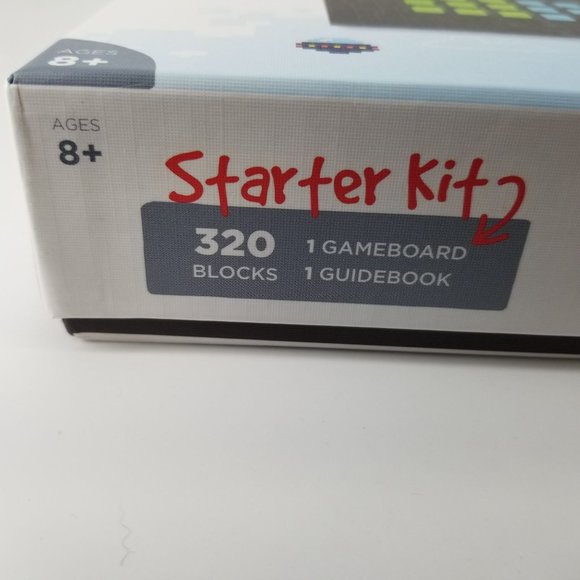 AGES
8+
AGES
8+
Starter Kit
320 BLOCKS
1 GAMEBOARD
1 GUIDEBOOK